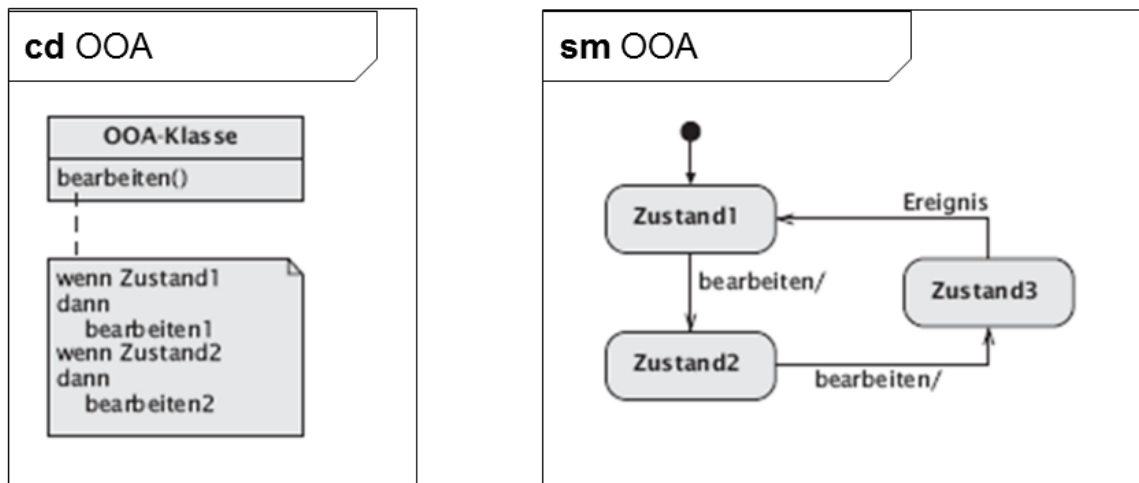 cd OOA
OOA-Klasse
bearbeiten()
wenn Zustand1
dann
bearbeiten1
wenn Zustand2
dann
bearbeiten2
sm OOA
Zustand1
Ereignis
bearbeiten/
Zustand3
Zustand2
bearbeiten/